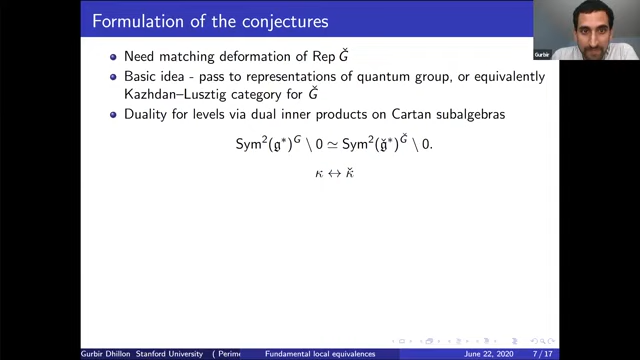 Formulation of the conjectures
Need matching deformation of Rep Ǧ
Basic idea - pass to representations of quantum group, or equivalently
Kazhdan–Lusztig category for Ǧ
Duality for levels via dual inner products on Cartan subalgebras
Sym²(𝔤*)ᴳ \ 0 ≃ Sym²(𝔤̌*)^Ǧ \ 0.
κ ↔ κ̌
Gurbir Dhillon Stanford University ( Perime
Fundamental local equivalences
June 22, 2020
7 / 17
Gurbir